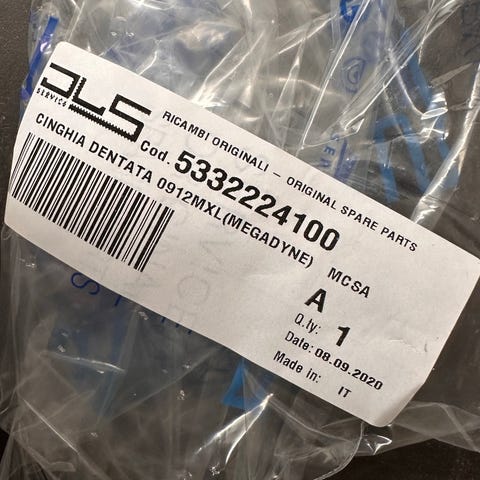 DLS
SERVICE
RICAMBI ORIGINALI - ORIGINAL SPARE PARTS
Cod. 5332224100
CINGHIA DENTATA 0912MXL(MEGADYNE)
MCSA
A
Q.ty: 1
Date: 08.09.2020
Made in: IT